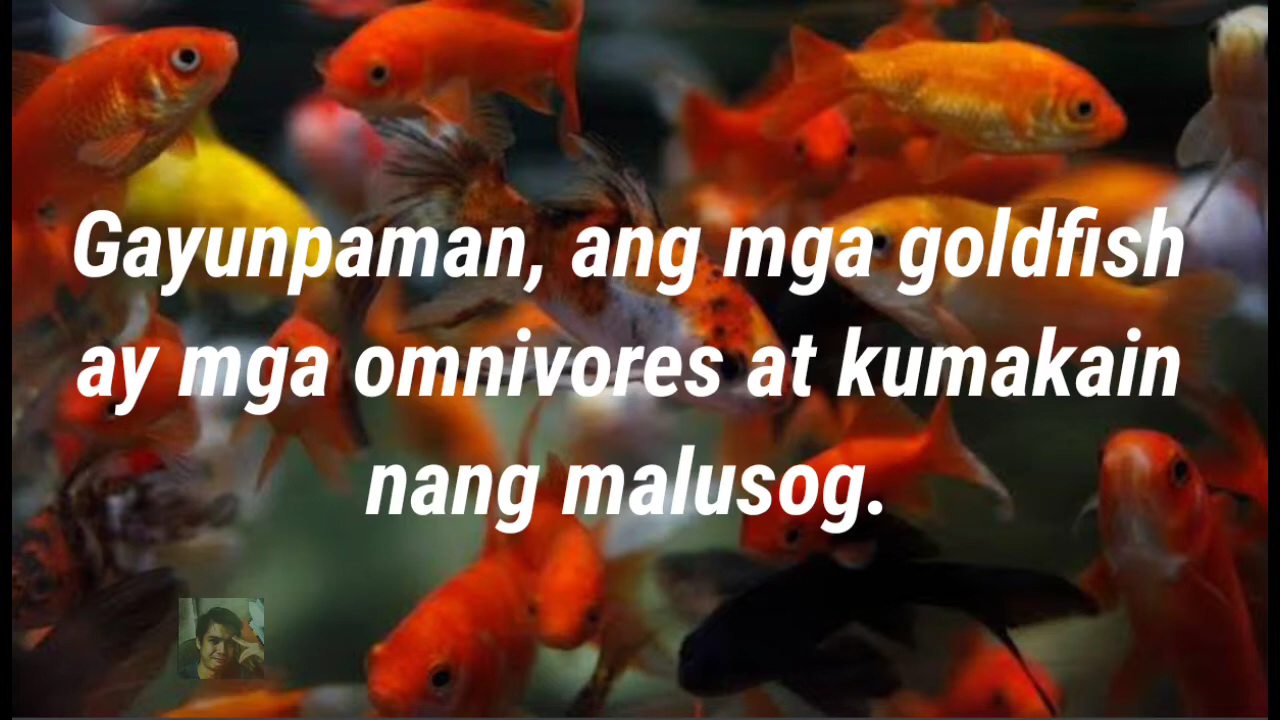 Gayunpaman, ang mga goldfish
ay mga omnivores at kumakain
nang malusog.